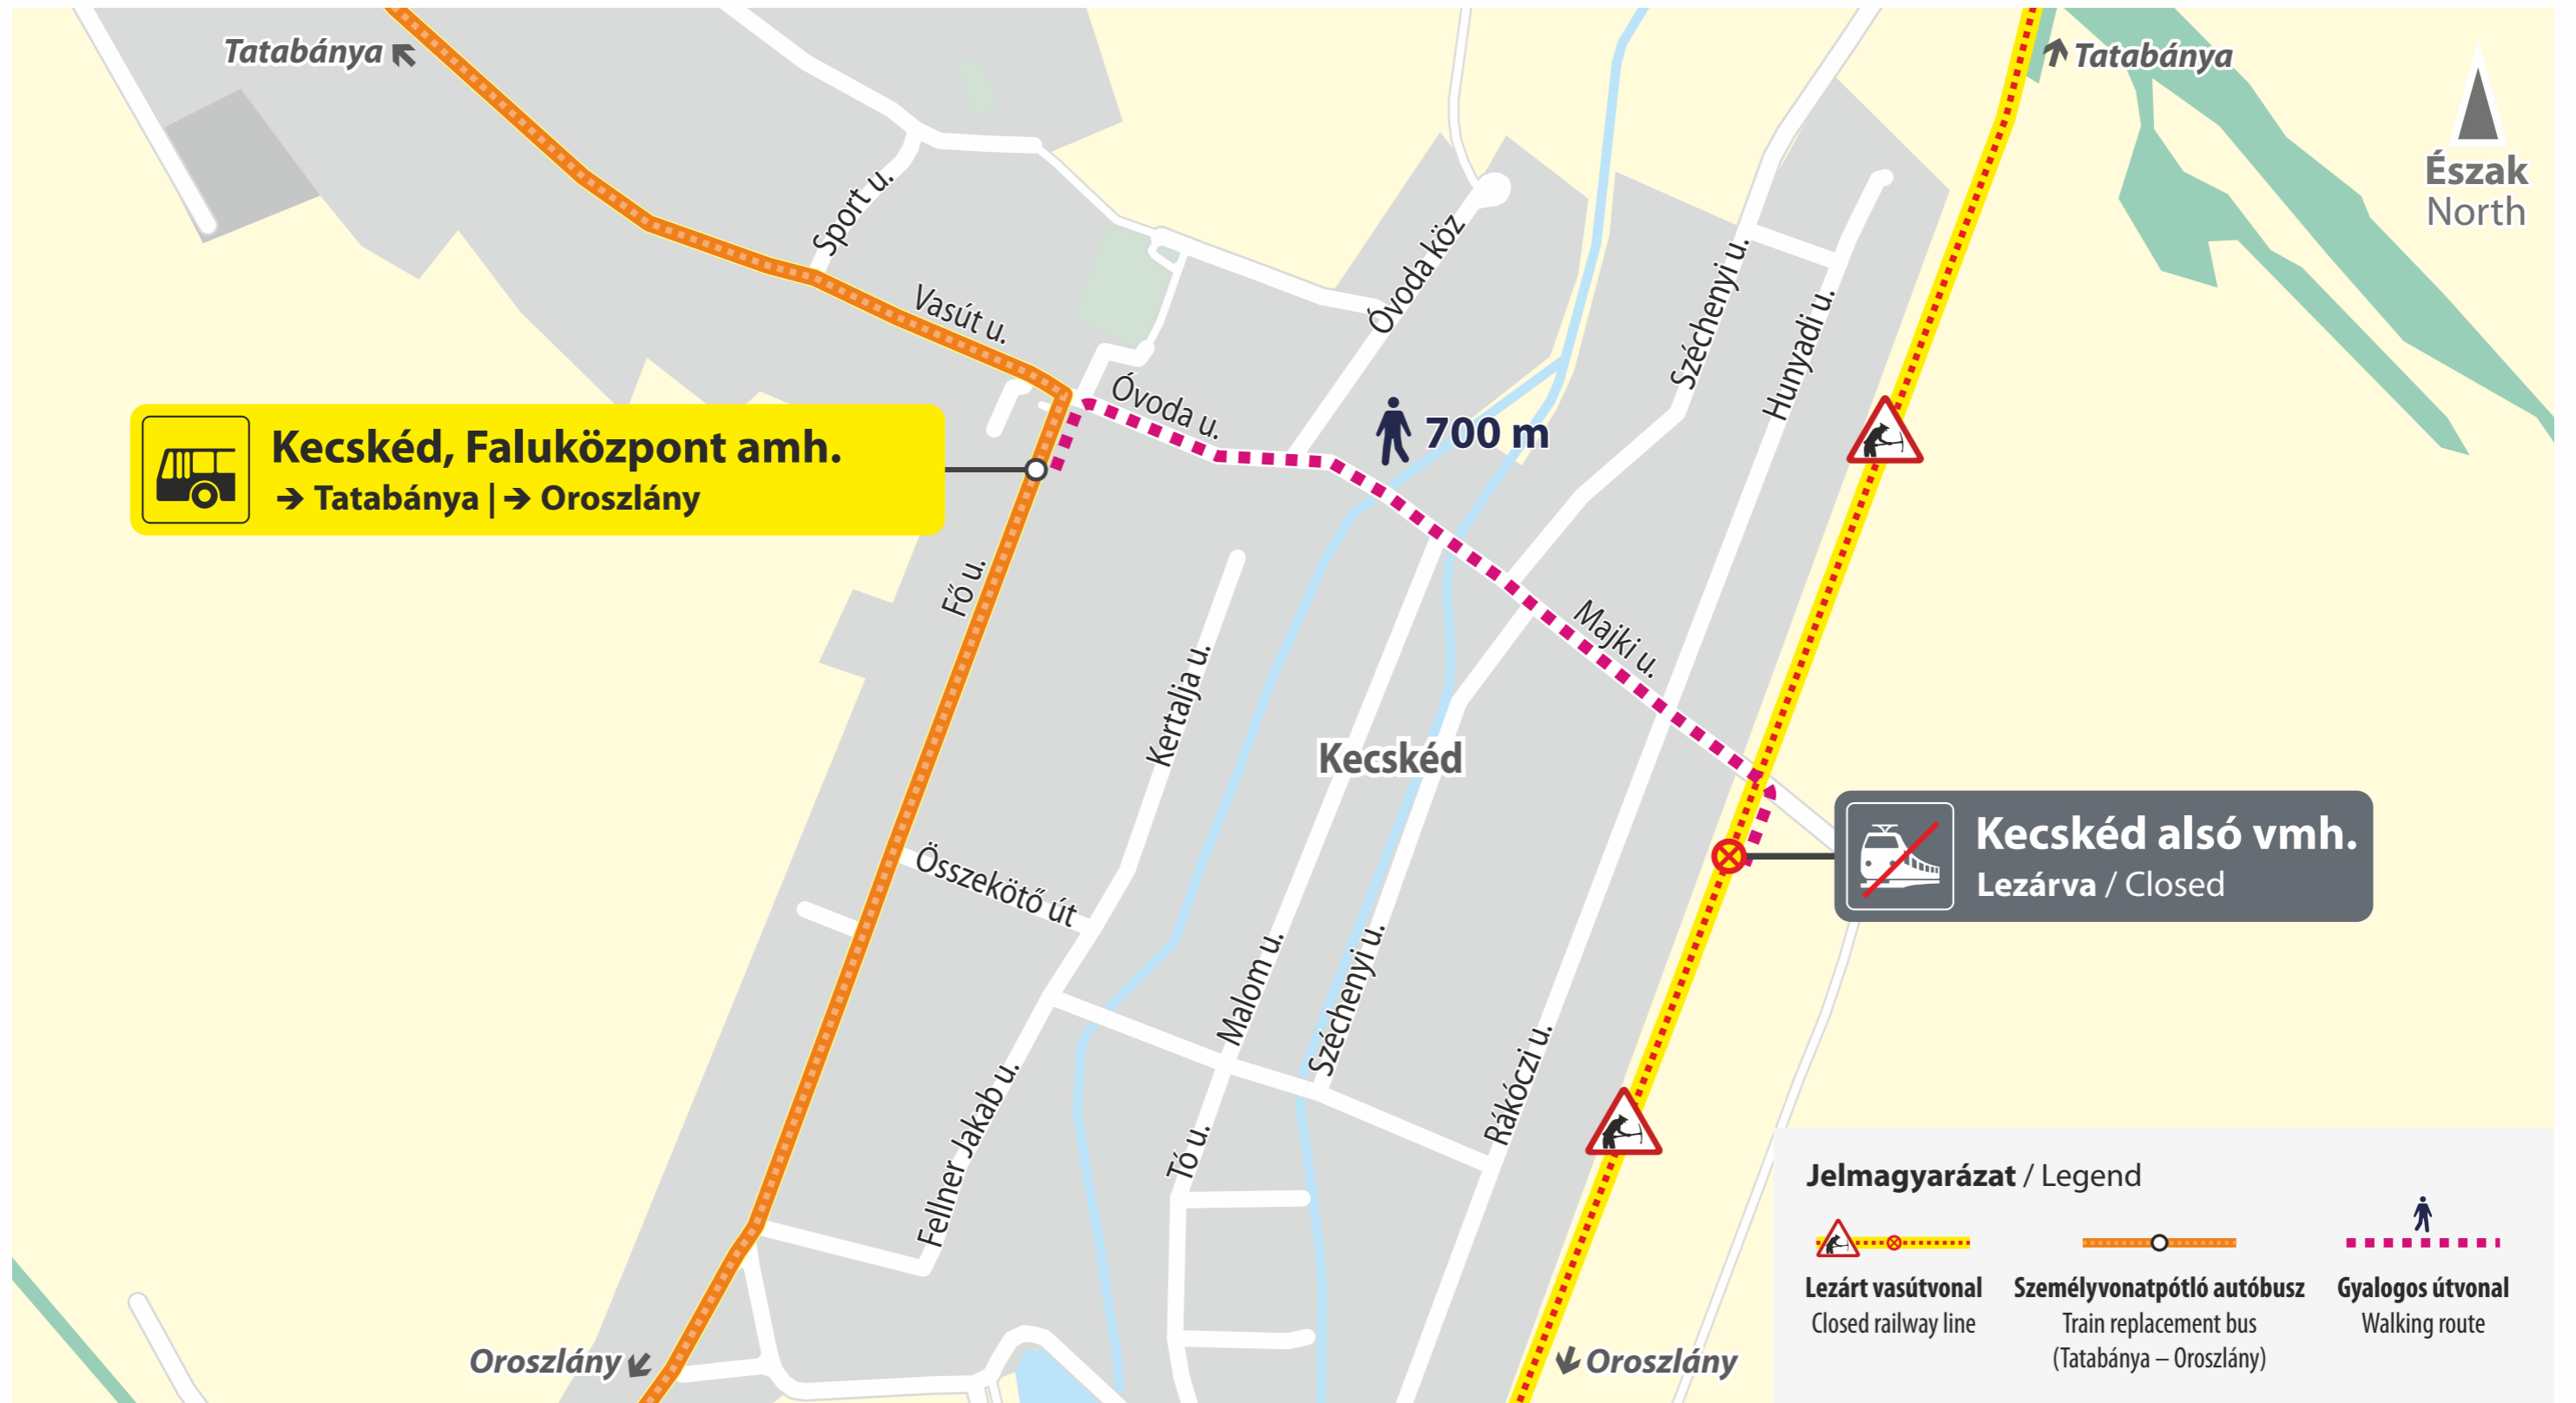 Tatabánya
Tatabánya
Észak
North
Sport u.
Vasút u.
Óvoda köz
Széchenyi u.
Hunyadi u.
Óvoda u.
700 m
Kecskéd, Faluközpont amh.
→ Tatabánya | → Oroszlány
Fő u.
Majki u.
Kertalja u.
Kecskéd
Kecskéd alsó vmh.
Lezárva / Closed
Összekötő út
Malom u.
Széchenyi u.
Rákóczi u.
Fellner Jakab u.
Tó u.
Oroszlány
Oroszlány
Jelmagyarázat / Legend
Lezárt vasútvonal
Closed railway line
Személyvonatpótló autóbusz
Train replacement bus
(Tatabánya – Oroszlány)
Gyalogos útvonal
Walking route